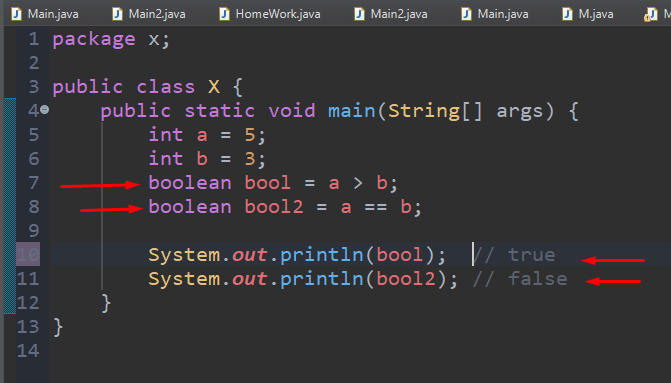 Main.java Main2.java HomeWork.java Main2.java Main.java M.java M
1 package x;
2
3 public class X {
4 public static void main(String[] args) {
5 int a = 5;
6 int b = 3;
7 boolean bool = a > b;
8 boolean bool2 = a == b;
9
10 System.out.println(bool); // true
11 System.out.println(bool2); // false
12 }
13 }
14